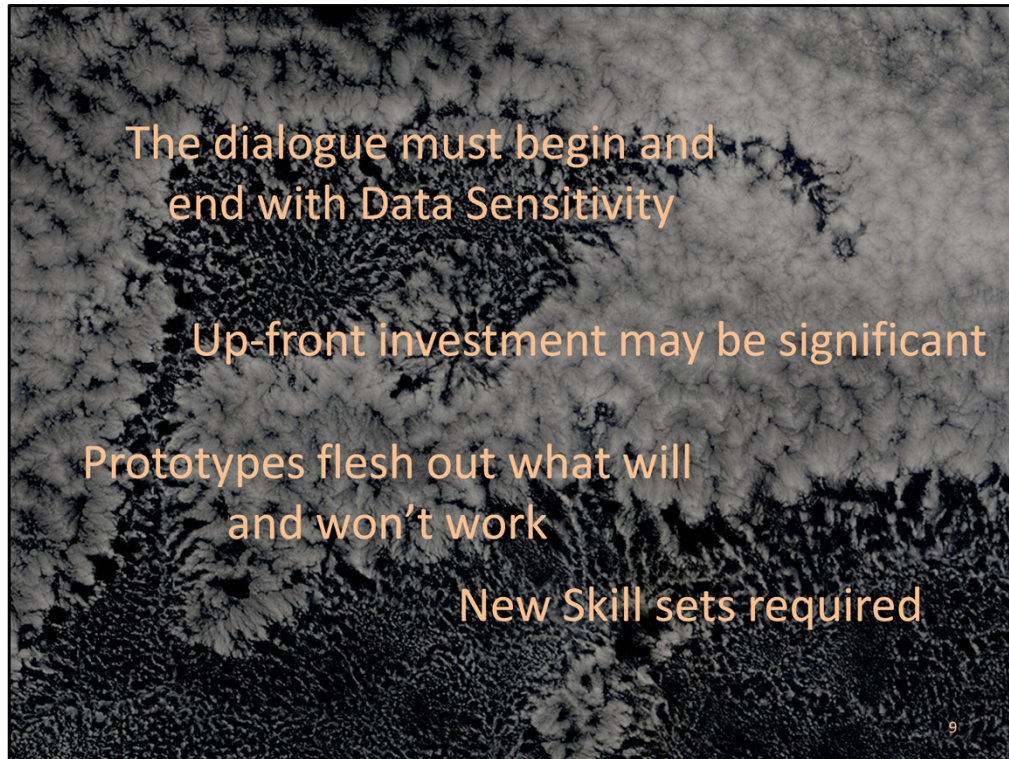 The dialogue must begin and
end with Data Sensitivity
Up-front investment may be significant
Prototypes flesh out what will
and won’t work
New Skill sets required
9